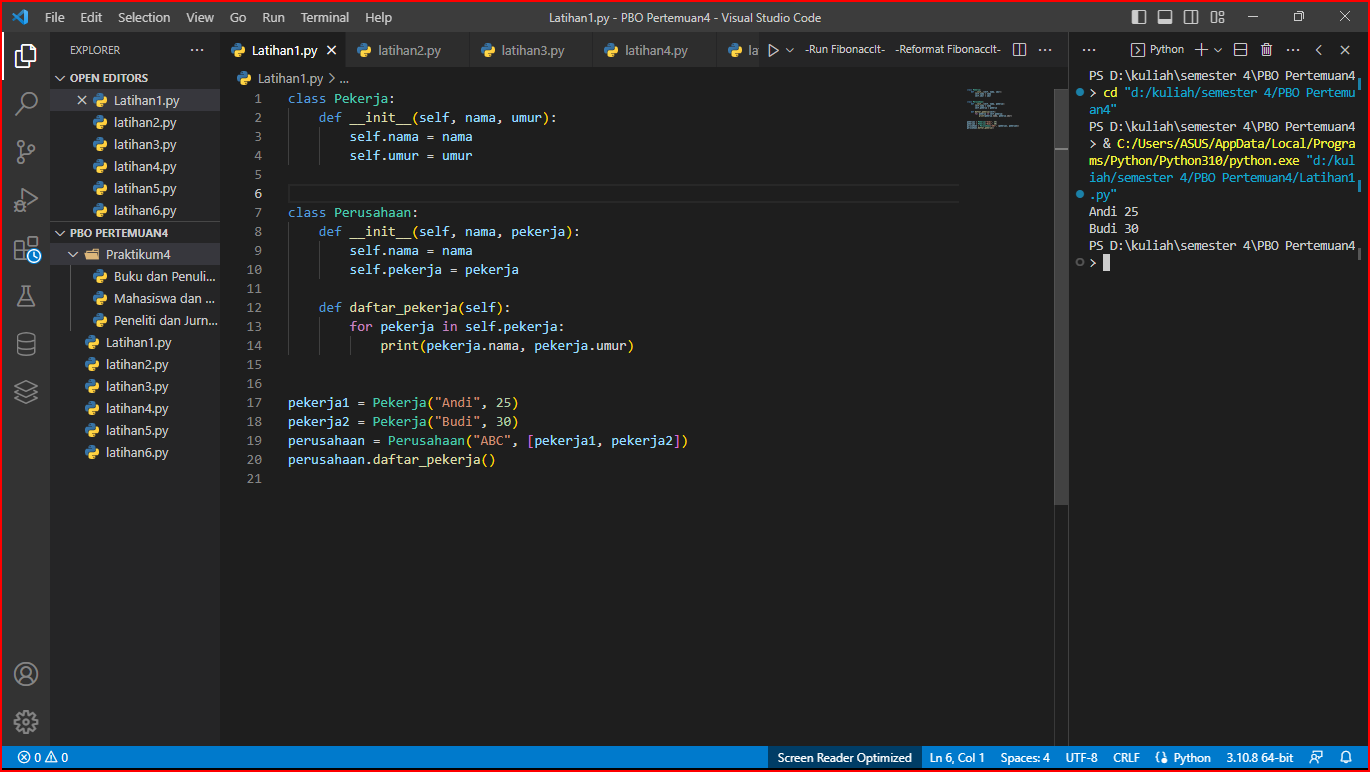 File Edit Selection View Go Run Terminal Help Latihan1.py - PBO Pertemuan4 - Visual Studio Code
EXPLORER
OPEN EDITORS
Latihan1.py
latihan2.py
latihan3.py
latihan4.py
latihan5.py
latihan6.py
PBO PERTEMUAN4
Praktikum4
Buku dan Penuli...
Mahasiswa dan ...
Peneliti dan Jurn...
Latihan1.py
latihan2.py
latihan3.py
latihan4.py
latihan5.py
latihan6.py
Latihan1.py latihan2.py latihan3.py latihan4.py la -Run FibonaccIt- -Reformat FibonaccIt-
Latihan1.py > ...
1 class Pekerja:
2     def __init__(self, nama, umur):
3         self.nama = nama
4         self.umur = umur
5
6
7 class Perusahaan:
8     def __init__(self, nama, pekerja):
9         self.nama = nama
10         self.pekerja = pekerja
11
12     def daftar_pekerja(self):
13         for pekerja in self.pekerja:
14             print(pekerja.nama, pekerja.umur)
15
16
17 pekerja1 = Pekerja("Andi", 25)
18 pekerja2 = Pekerja("Budi", 30)
19 perusahaan = Perusahaan("ABC", [pekerja1, pekerja2])
20 perusahaan.daftar_pekerja()
21
Python
PS D:\kuliah\semester 4\PBO Pertemuan4
> cd "d:/kuliah/semester 4/PBO Pertemu
an4"
PS D:\kuliah\semester 4\PBO Pertemuan4
> & C:/Users/ASUS/AppData/Local/Progra
ms/Python/Python310/python.exe "d:/kul
iah/semester 4/PBO Pertemuan4/Latihan1
.py"
Andi 25
Budi 30
PS D:\kuliah\semester 4\PBO Pertemuan4
>
0 0 Screen Reader Optimized Ln 6, Col 1 Spaces: 4 UTF-8 CRLF Python 3.10.8 64-bit